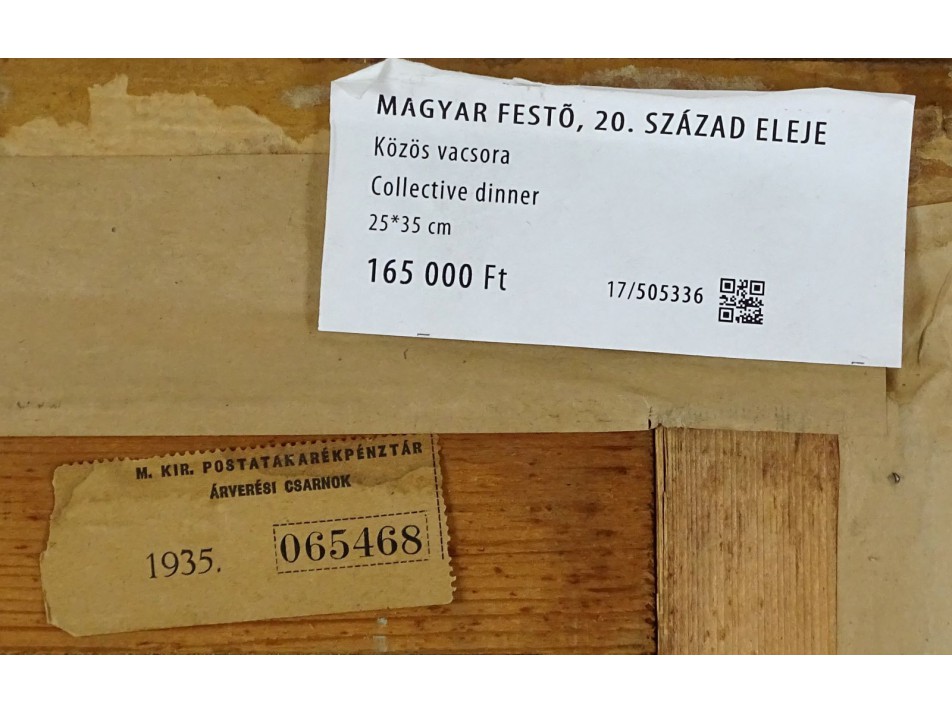 MAGYAR FESTÕ, 20. SZÁZAD ELEJE
Közös vacsora
Collective dinner
25*35 cm
165 000 Ft
17/505336
M. KIR. POSTATAKARÉKPÉNZTÁR
ÁRVERÉSI CSARNOK
1935. 065468